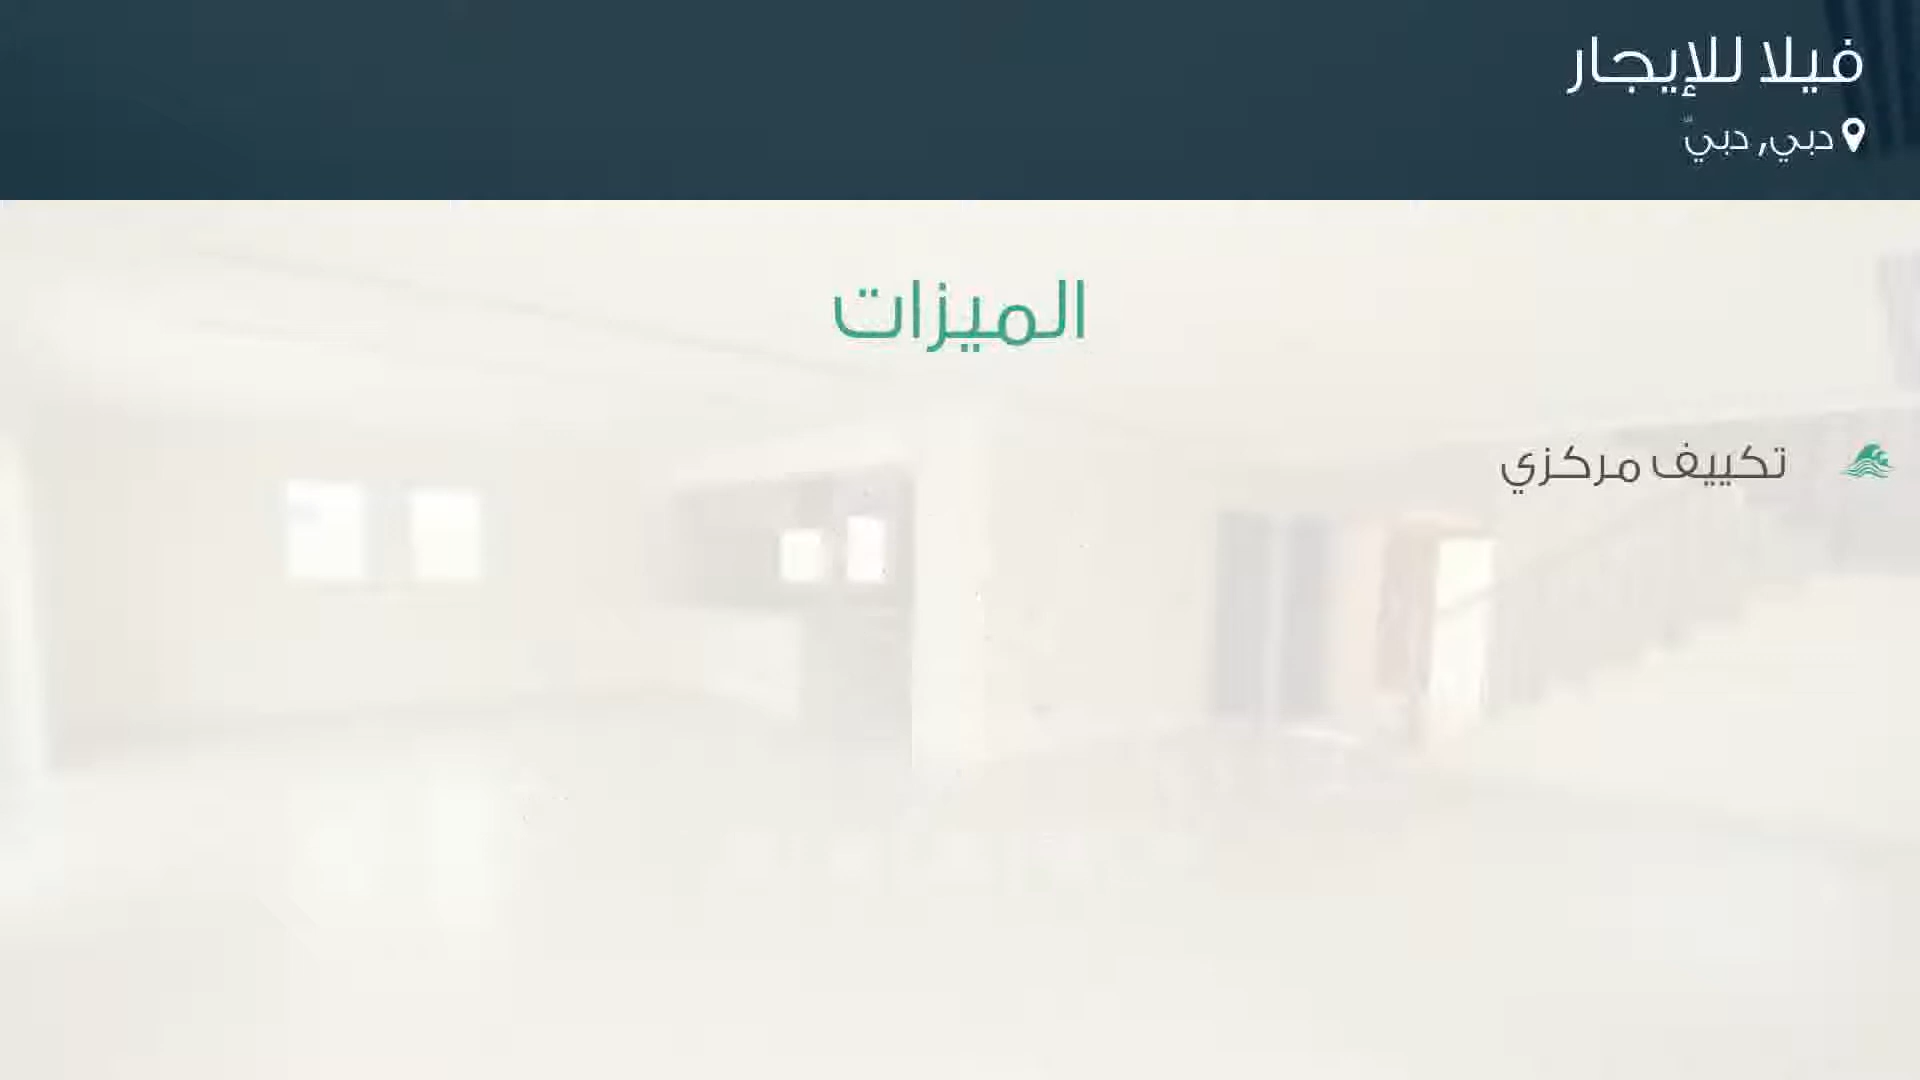 فيلا للإيجار
دبي, دبيّ
الميزات
تكييف مركزي